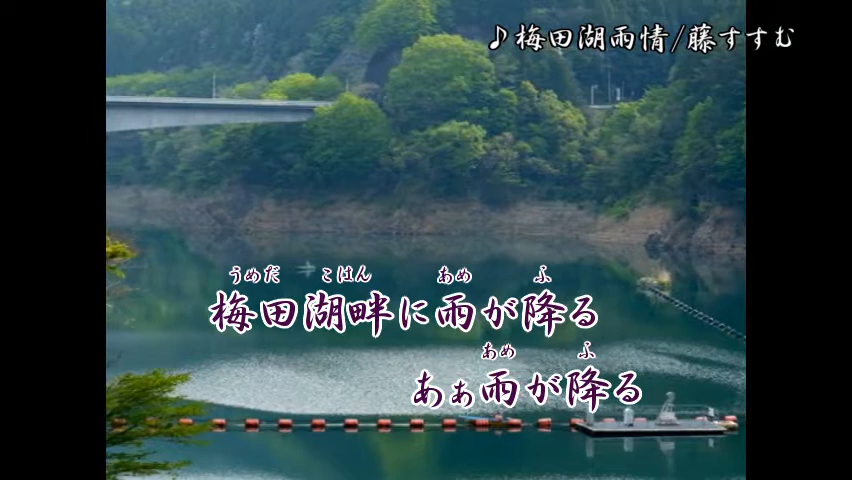 ♪梅田湖雨情/藤すすむ
うめだ こはん あめ ふ
梅田湖畔に雨が降る
あめ ふ
あぁ雨が降る